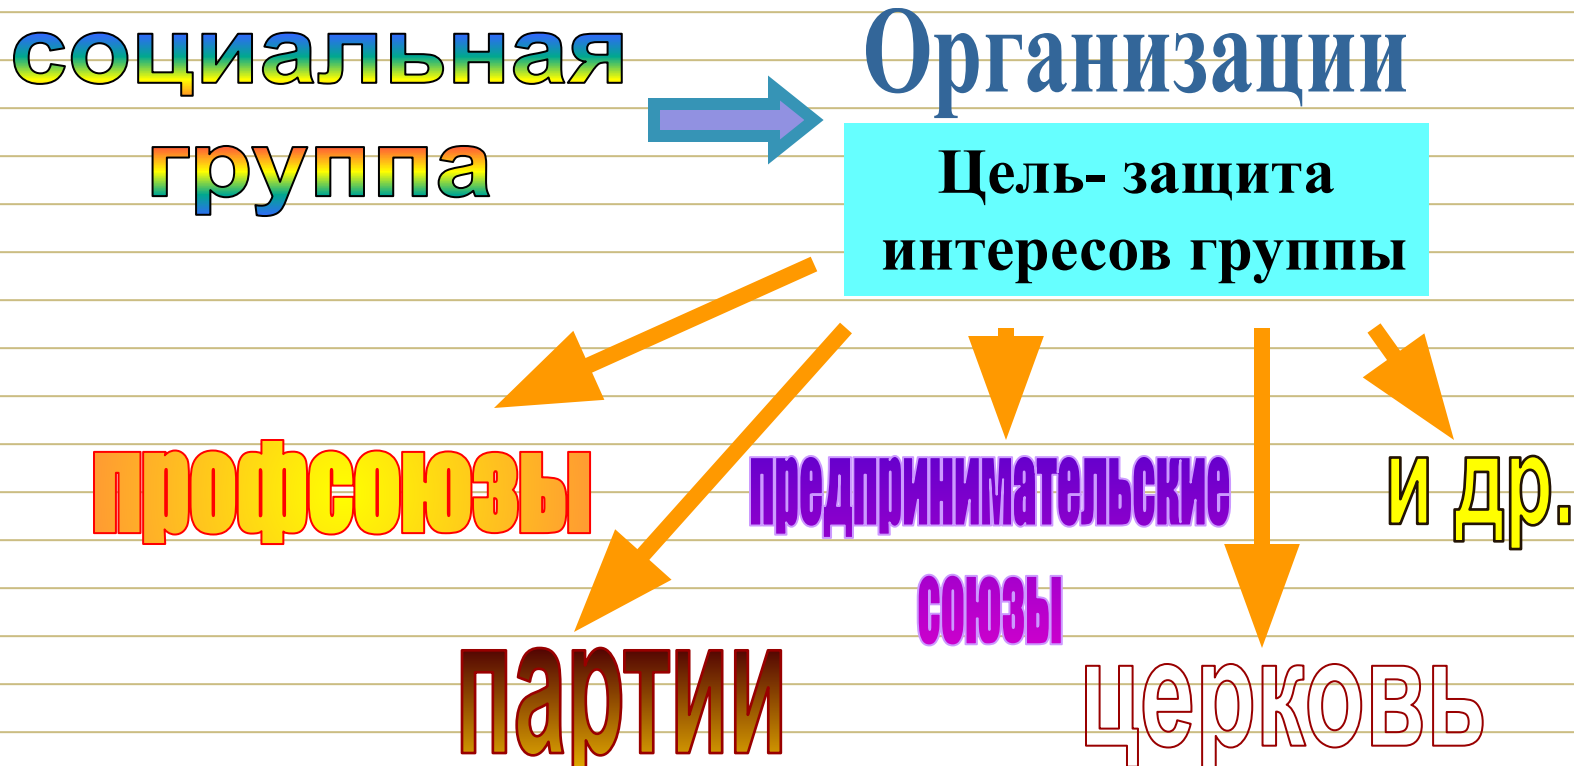 социальная
группа
Организации
Цель- защита
интересов группы
профсоюзы
предпринимательские
союзы
и др.
партии
церковь